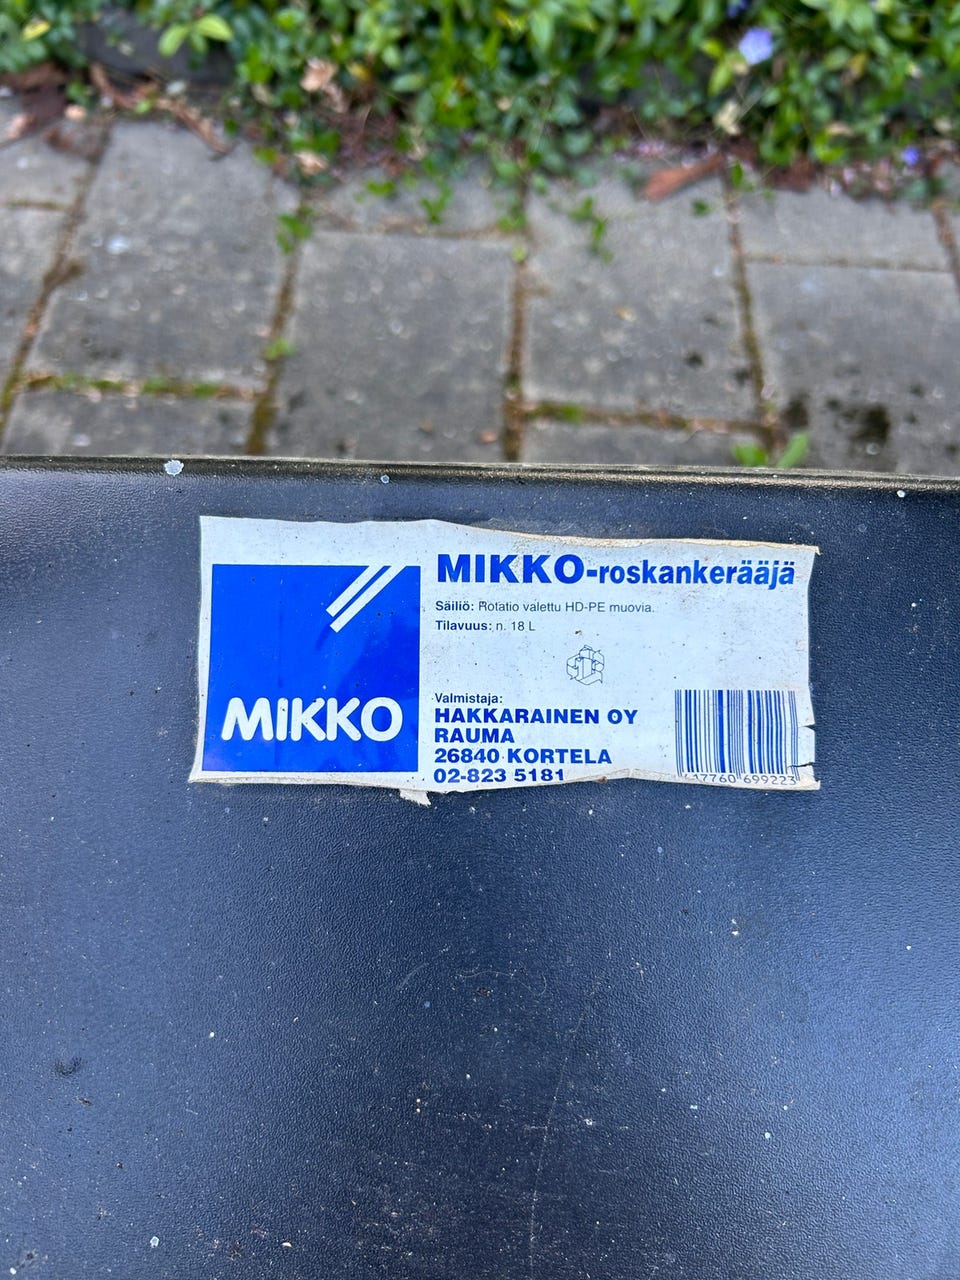 MIKKO
MIKKO-roskankerääjä
Säiliö: Rotatio valettu HD-PE muovia.
Tilavuus: n. 18 L
Valmistaja:
HAKKARAINEN OY
RAUMA
26840 KORTELA
02-823 5181
417760 699223